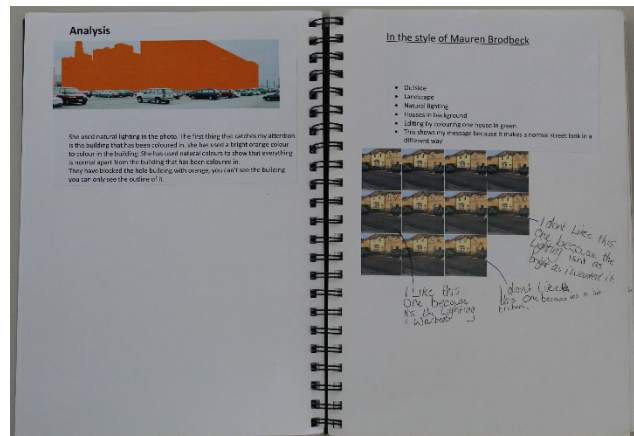 Analysis
She used natural lighting in the photo. The first thing that catches my attention
is the building that has been coloured in. she has used a bright orange colour
to colour in the building. She has used natural colours to show that everything
is normal apart from the building that has been coloured in.
They have blocked the hole building with orange, you can't see the building
you can only see the outline of it.
In the style of Mauren Brodbeck
• Outside
• Landscape
• Natural lighting
• Houses in background
• Editing by colouring one house in green
• This shows my message because it makes a normal street look in a
different way
I dont Like this
One because the
lighting isnt as
bright as I wanted it
I Like this
One because
its the Lighting
I wanted
I dont Like
this One because